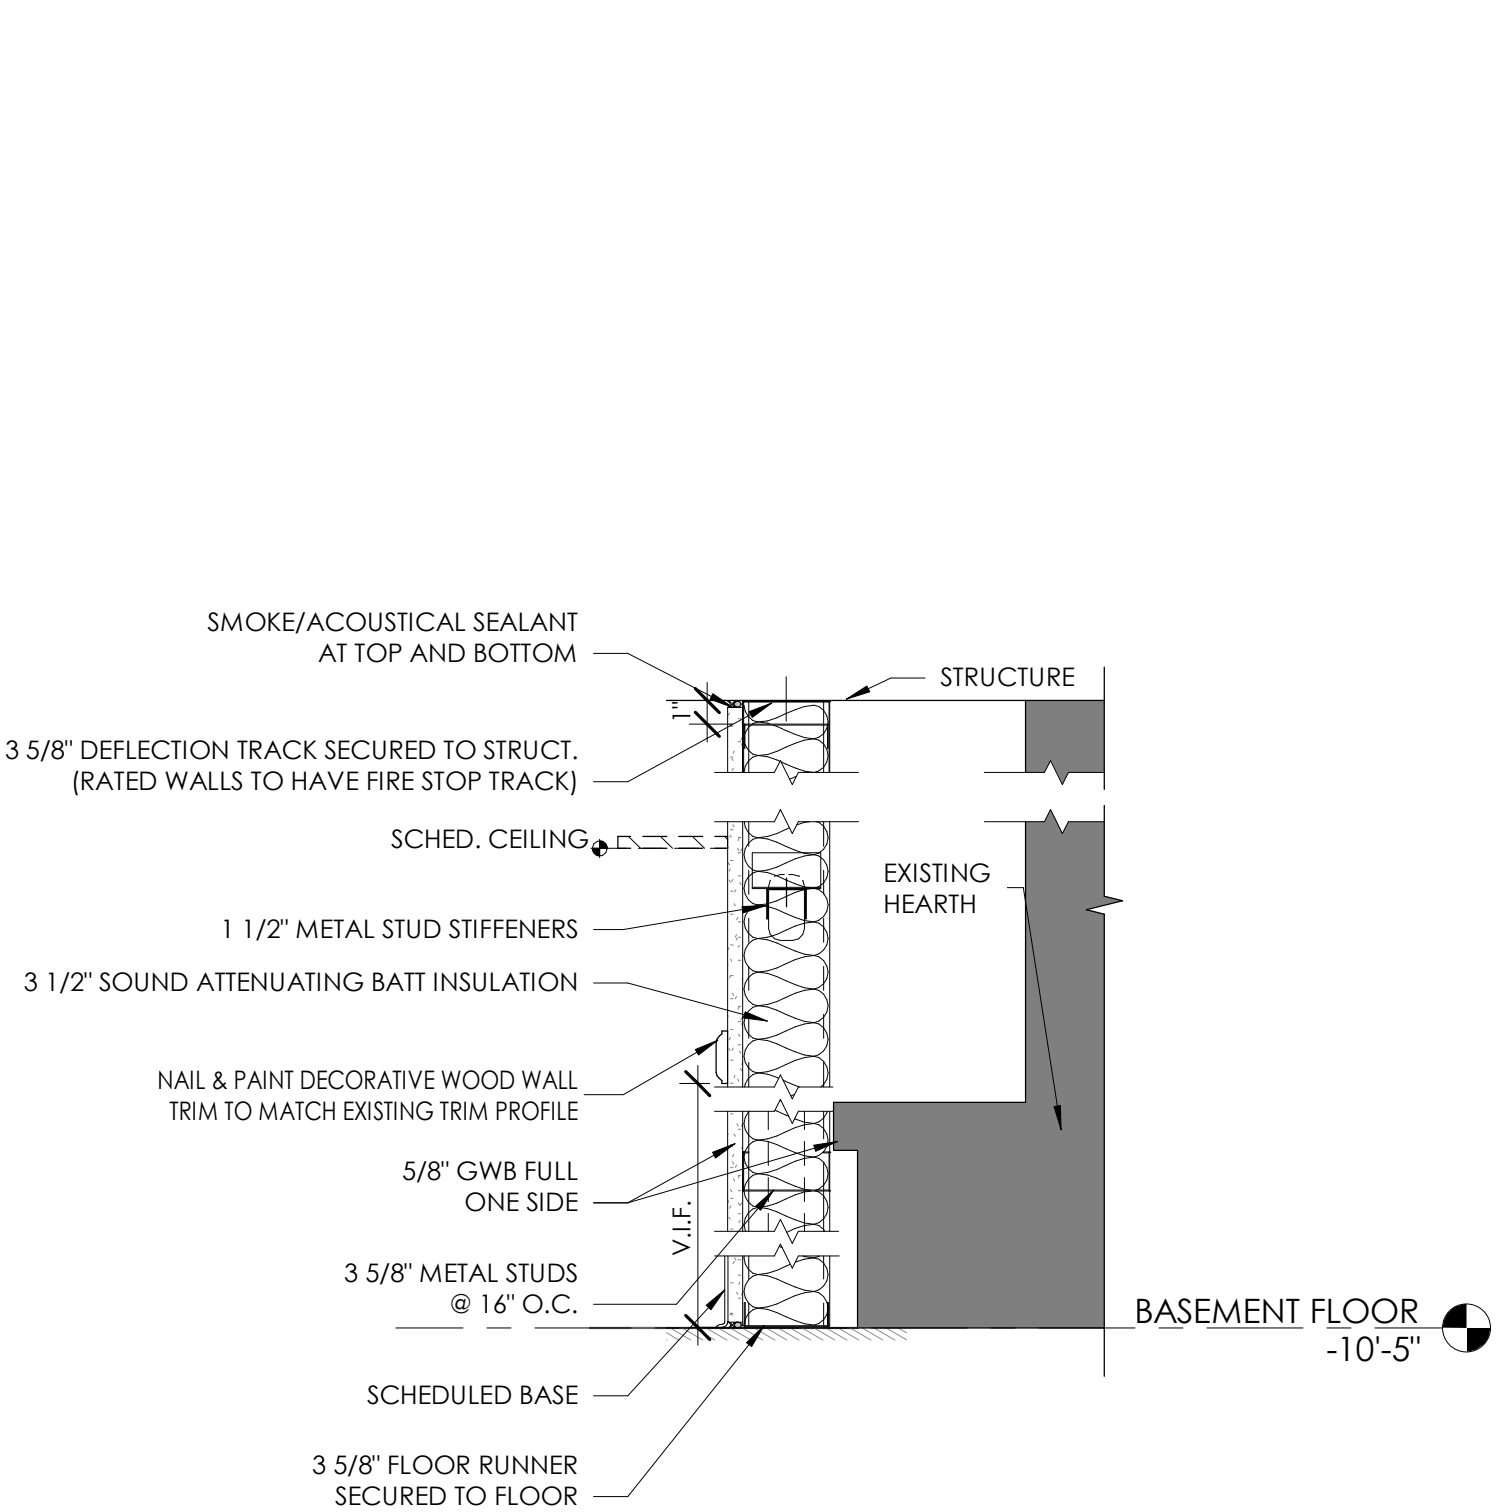 SMOKE/ACOUSTICAL SEALANT
AT TOP AND BOTTOM
STRUCTURE
1"
3 5/8" DEFLECTION TRACK SECURED TO STRUCT.
(RATED WALLS TO HAVE FIRE STOP TRACK)
SCHED. CEILING
EXISTING
HEARTH
1 1/2" METAL STUD STIFFENERS
3 1/2" SOUND ATTENUATING BATT INSULATION
NAIL & PAINT DECORATIVE WOOD WALL
TRIM TO MATCH EXISTING TRIM PROFILE
5/8" GWB FULL
ONE SIDE
V.I.F.
3 5/8" METAL STUDS
@ 16" O.C.
BASEMENT FLOOR
-10'-5"
SCHEDULED BASE
3 5/8" FLOOR RUNNER
SECURED TO FLOOR